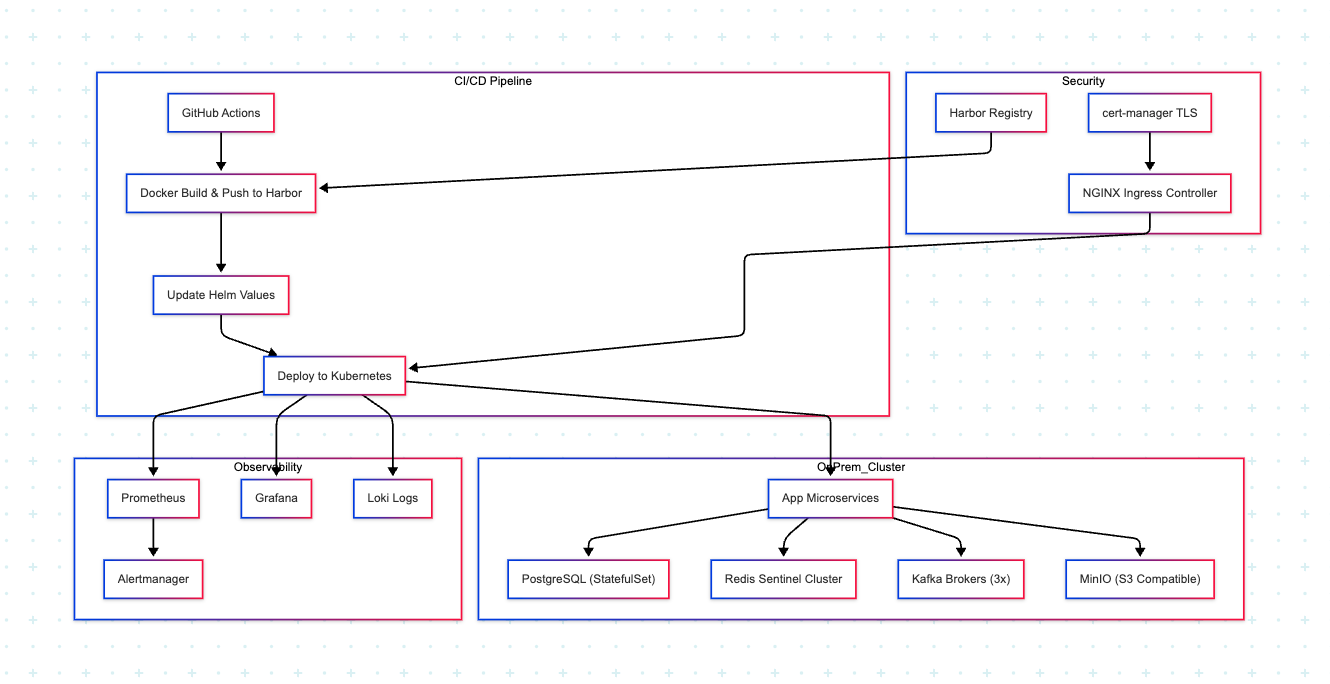 CI/CD Pipeline
GitHub Actions
Docker Build & Push to Harbor
Update Helm Values
Deploy to Kubernetes
Security
Harbor Registry
cert-manager TLS
NGINX Ingress Controller
Observability
Prometheus
Grafana
Loki Logs
Alertmanager
OnPrem_Cluster
App Microservices
PostgreSQL (StatefulSet)
Redis Sentinel Cluster
Kafka Brokers (3x)
MinIO (S3 Compatible)